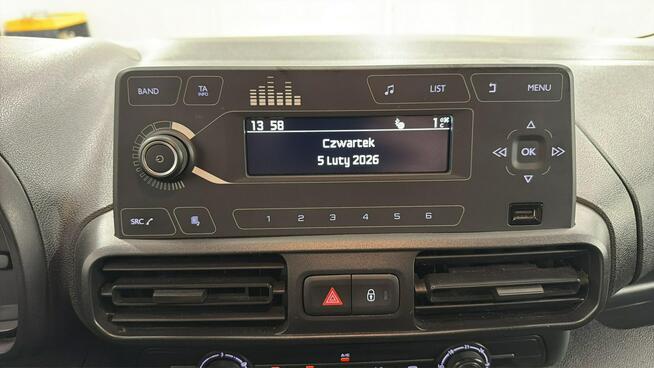 BAND
TA
INFO
LIST
MENU
13 58
1 °C
Czwartek
5 Luty 2026
OK
SRC
1 2 3 4 5 6
A/C